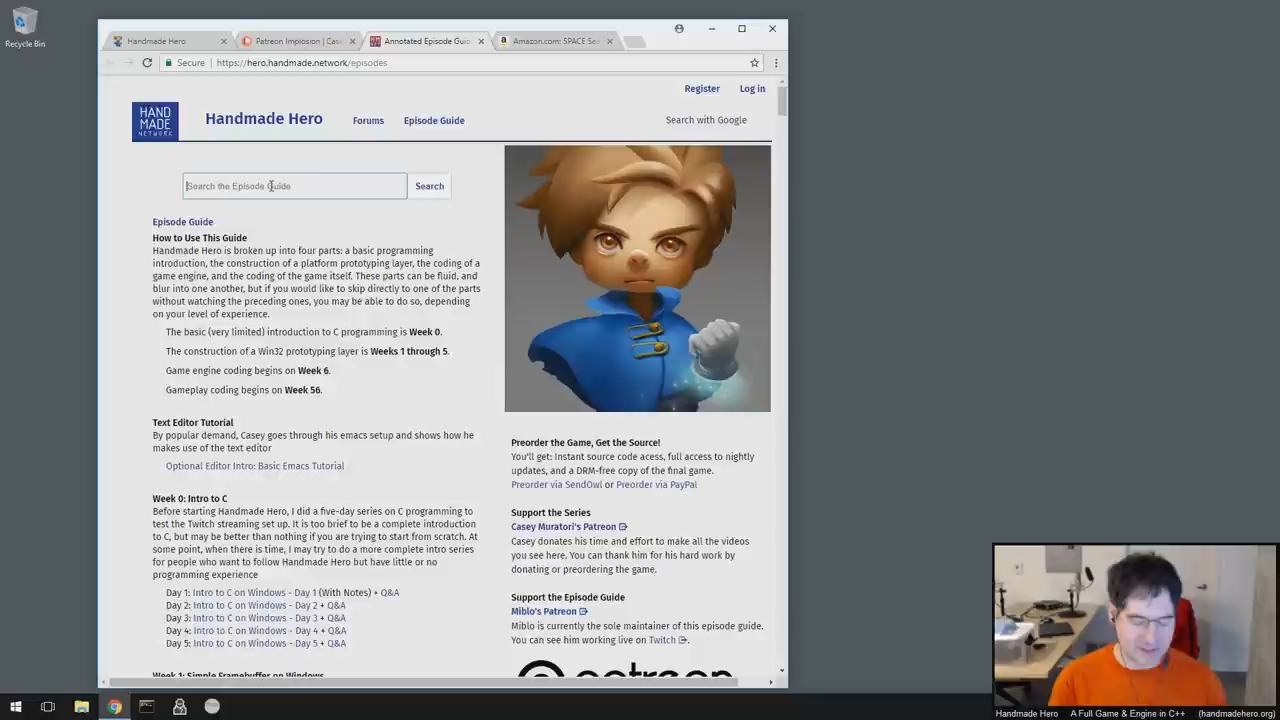 Recycle Bin
Handmade Hero
Patreon Implosion | Cas
Annotated Episode Gui
Amazon.com: SPACE Se
Secure
https://hero.handmade.network/episodes
Register
Log in
HAND
MADE
NETWORK
Handmade Hero
Forums
Episode Guide
Search with Google
Search the Episode Guide
Search
Episode Guide
How to Use This Guide
Handmade Hero is broken up into four parts: a basic programming
introduction, the construction of a platform prototyping layer, the coding of a
game engine, and the coding of the game itself. These parts can be fluid, and
blur into one another, but if you would like to skip directly to one of the parts
without watching the preceding ones, you may be able to do so, depending
on your level of experience.
The basic (very limited) introduction to C programming is Week 0.
The construction of a Win32 prototyping layer is Weeks 1 through 5.
Game engine coding begins on Week 6.
Gameplay coding begins on Week 56.
Text Editor Tutorial
By popular demand, Casey goes through his emacs setup and shows how he
makes use of the text editor
Optional Editor Intro: Basic Emacs Tutorial
Week 0: Intro to C
Before starting Handmade Hero, I did a five-day series on C programming to
test the Twitch streaming set up. It is too brief to be a complete introduction
to C, but may be better than nothing if you are trying to start from scratch. At
some point, when there is time, I may try to do a more complete intro series
for people who want to follow Handmade Hero but have little or no
programming experience
Day 1: Intro to C on Windows - Day 1 (With Notes) + Q&A
Day 2: Intro to C on Windows - Day 2 + Q&A
Day 3: Intro to C on Windows - Day 3 + Q&A
Day 4: Intro to C on Windows - Day 4 + Q&A
Day 5: Intro to C on Windows - Day 5 + Q&A
Week 1: Simple Framebuffer on Windows
Preorder the Game, Get the Source!
You'll get: Instant source code acess, full access to nightly
updates, and a DRM-free copy of the final game.
Preorder via SendOwl or Preorder via PayPal
Support the Series
Casey Muratori's Patreon
Casey donates his time and effort to make all the videos
you see here. You can thank him for his hard work by
donating or preordering the game.
Support the Episode Guide
Miblo's Patreon
Miblo is currently the sole maintainer of this episode guide.
You can see him working live on Twitch.
patreon
Handmade Hero
A Full Game & Engine in C++
(handmadehero.org)